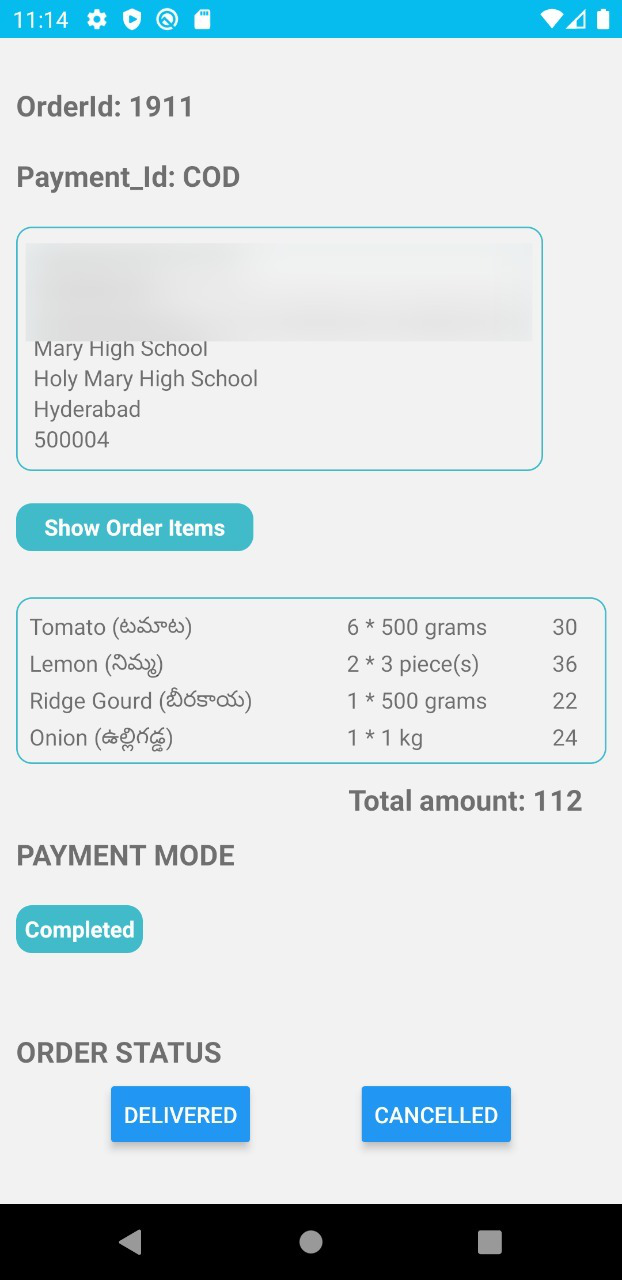 11:14
OrderId: 1911
Payment_Id: COD
Mary High School
Holy Mary High School
Hyderabad
500004
Show Order Items
Tomato (టమాట) 6 * 500 grams 30
Lemon (నిమ్మ) 2 * 3 piece(s) 36
Ridge Gourd (బీరకాయ) 1 * 500 grams 22
Onion (ఉల్లిగడ్డ) 1 * 1 kg 24
Total amount: 112
PAYMENT MODE
Completed
ORDER STATUS
DELIVERED CANCELLED